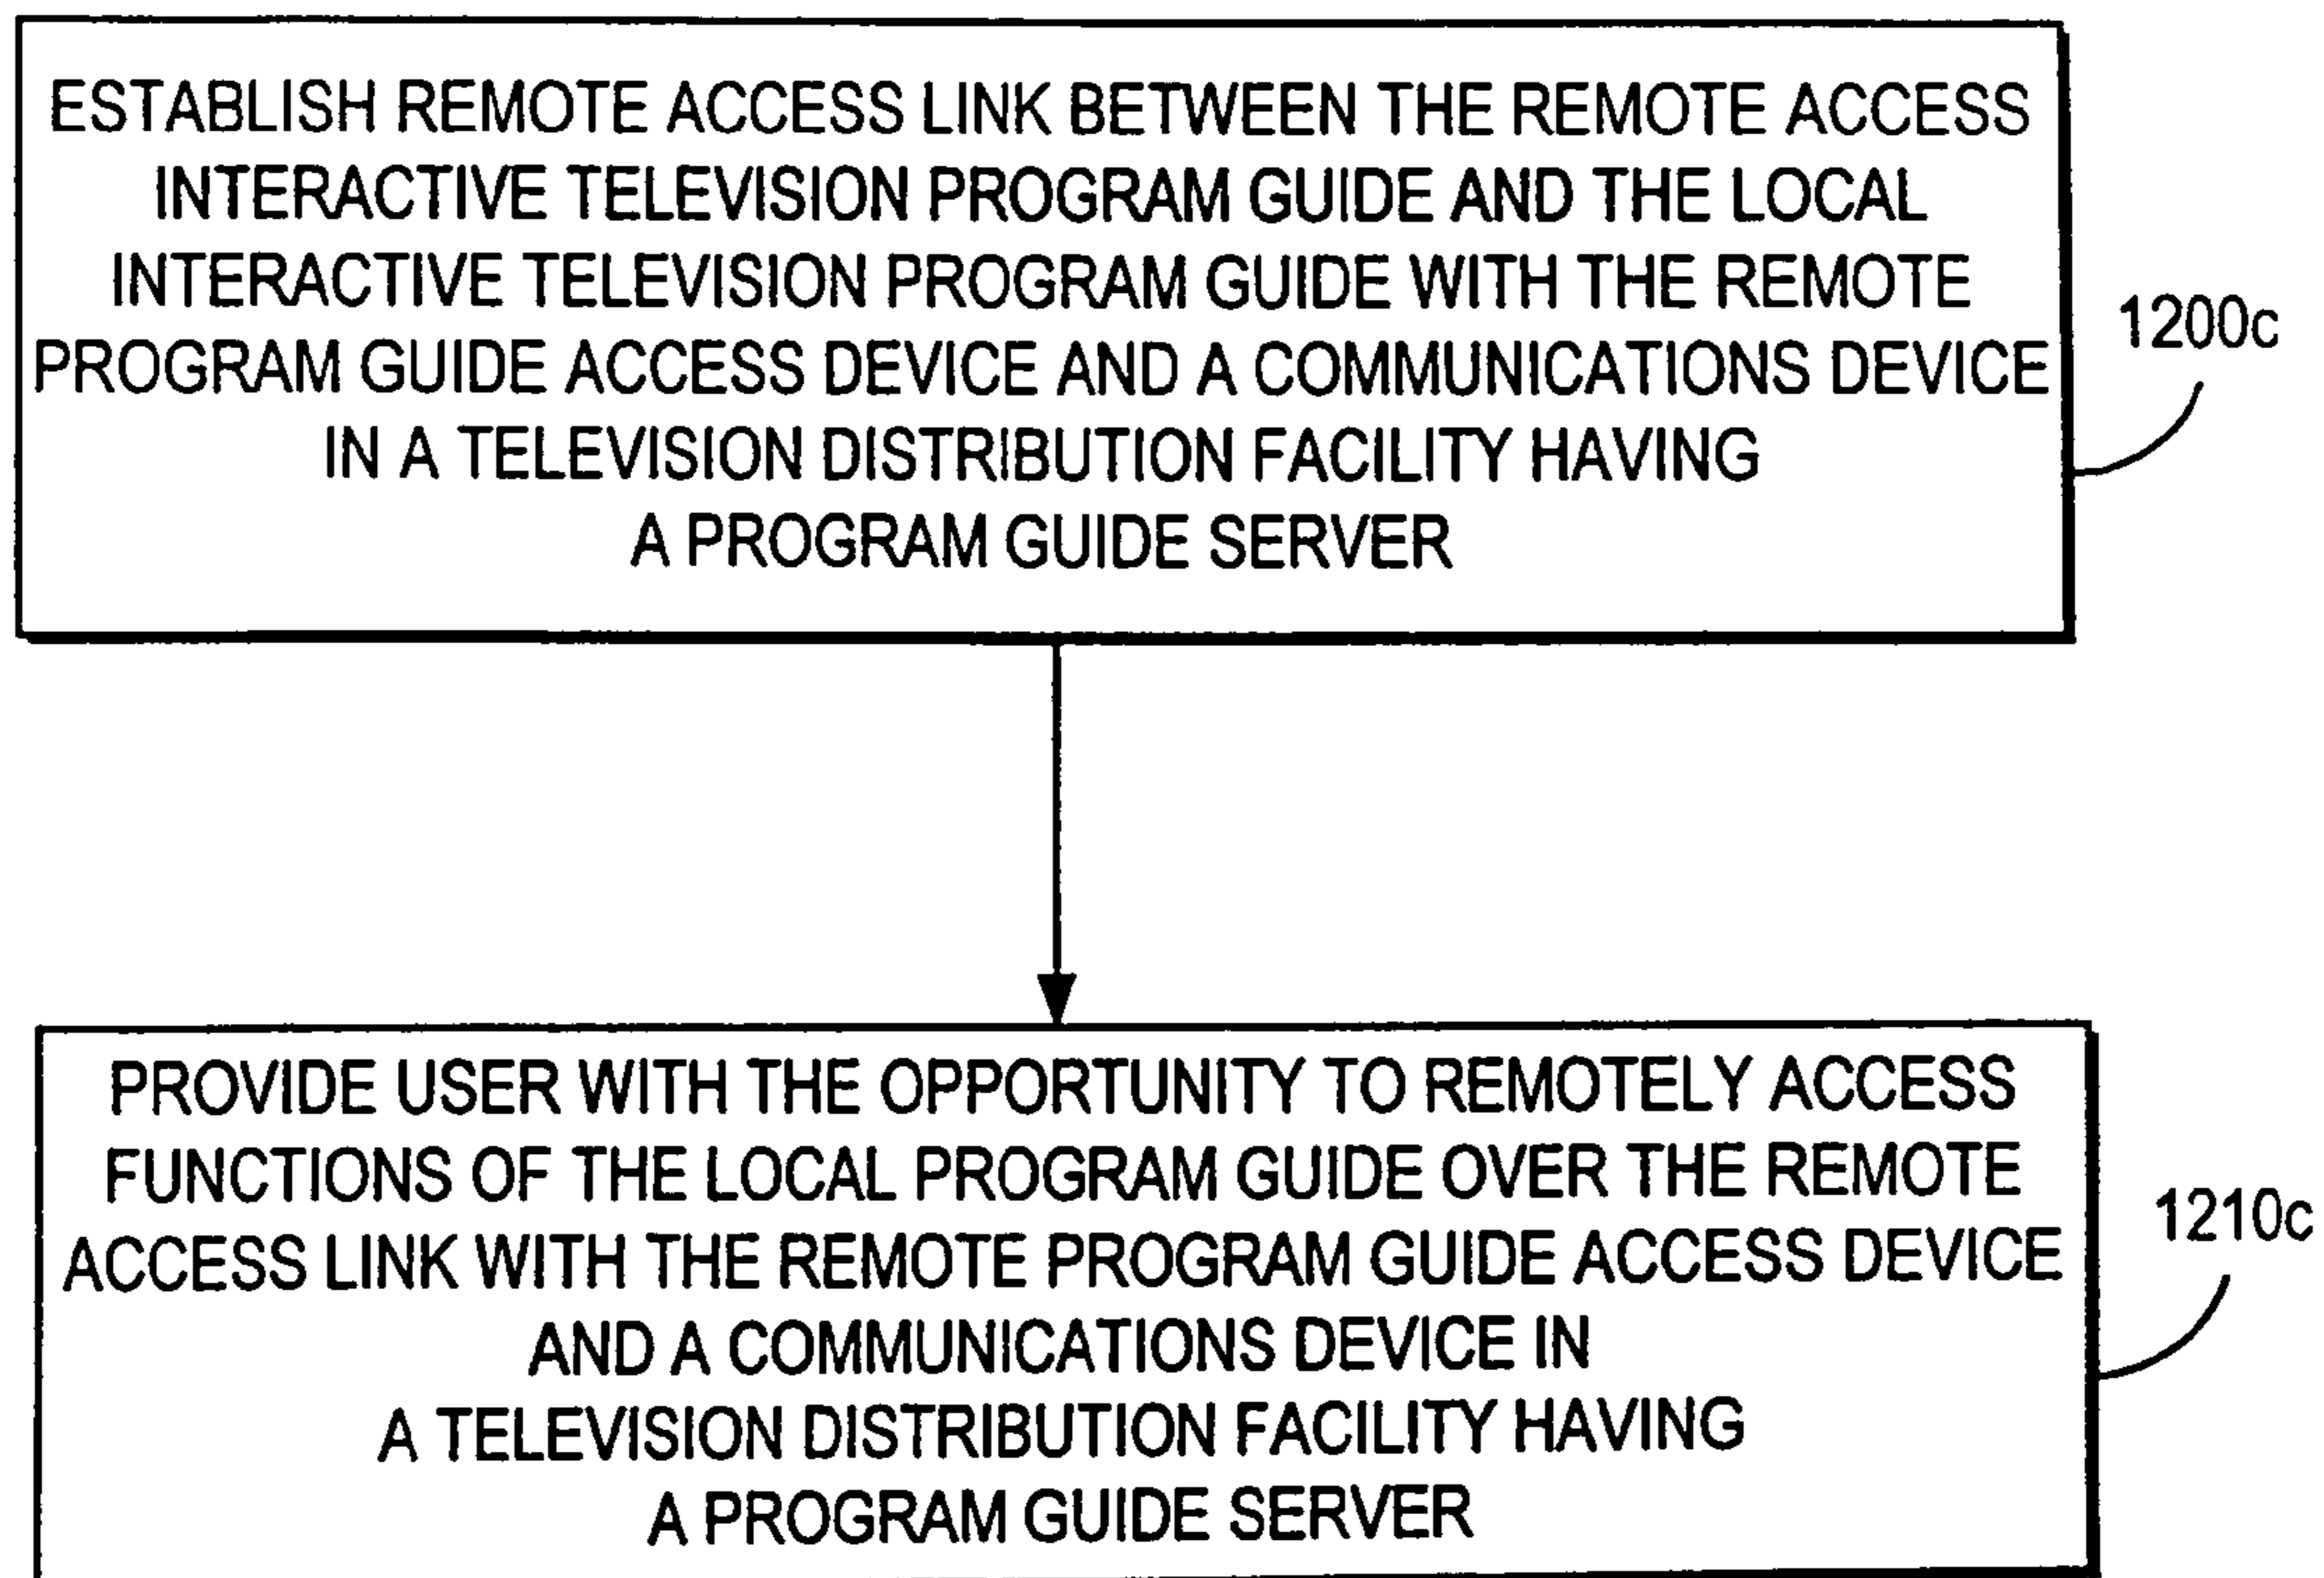 ESTABLISH REMOTE ACCESS LINK BETWEEN THE REMOTE ACCESS
INTERACTIVE TELEVISION PROGRAM GUIDE AND THE LOCAL
INTERACTIVE TELEVISION PROGRAM GUIDE WITH THE REMOTE
PROGRAM GUIDE ACCESS DEVICE AND A COMMUNICATIONS DEVICE
IN A TELEVISION DISTRIBUTION FACILITY HAVING
A PROGRAM GUIDE SERVER
1200c
PROVIDE USER WITH THE OPPORTUNITY TO REMOTELY ACCESS
FUNCTIONS OF THE LOCAL PROGRAM GUIDE OVER THE REMOTE
ACCESS LINK WITH THE REMOTE PROGRAM GUIDE ACCESS DEVICE
AND A COMMUNICATIONS DEVICE IN
A TELEVISION DISTRIBUTION FACILITY HAVING
A PROGRAM GUIDE SERVER
1210c